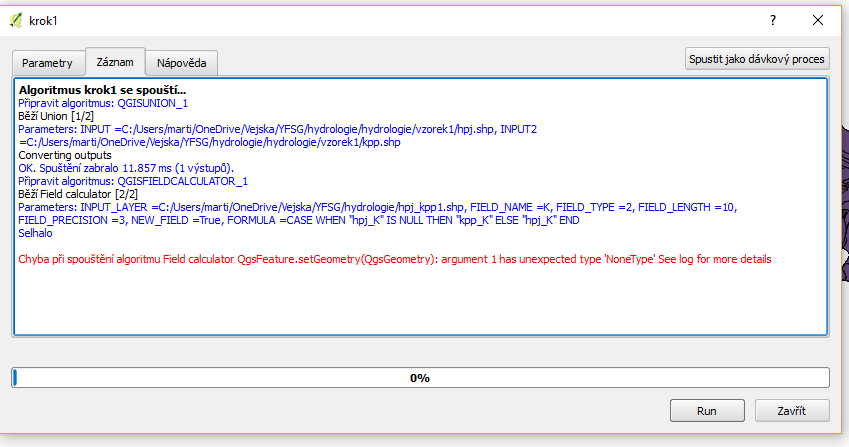 krok1
Parametry
Záznam
Nápověda
Spustit jako dávkový proces
Algoritmus krok1 se spouští...
Připravit algoritmus: QGISUNION_1
Běží Union [1/2]
Parameters: INPUT =C:/Users/marti/OneDrive/Vejska/YFSG/hydrologie/hydrologie/vzorek1/hpj.shp, INPUT2
=C:/Users/marti/OneDrive/Vejska/YFSG/hydrologie/hydrologie/vzorek1/kpp.shp
Converting outputs
OK. Spuštění zabralo 11.857 ms (1 výstupů).
Připravit algoritmus: QGISFIELDCALCULATOR_1
Běží Field calculator [2/2]
Parameters: INPUT_LAYER =C:/Users/marti/OneDrive/Vejska/YFSG/hydrologie/hpj_kpp1.shp, FIELD_NAME =K, FIELD_TYPE =2, FIELD_LENGTH =10,
FIELD_PRECISION =3, NEW_FIELD =True, FORMULA =CASE WHEN "hpj_K" IS NULL THEN "kpp_K" ELSE "hpj_K" END
Selhalo
Chyba při spouštění algoritmu Field calculator QgsFeature.setGeometry(QgsGeometry): argument 1 has unexpected type 'NoneType' See log for more details
0%
Run
Zavřít